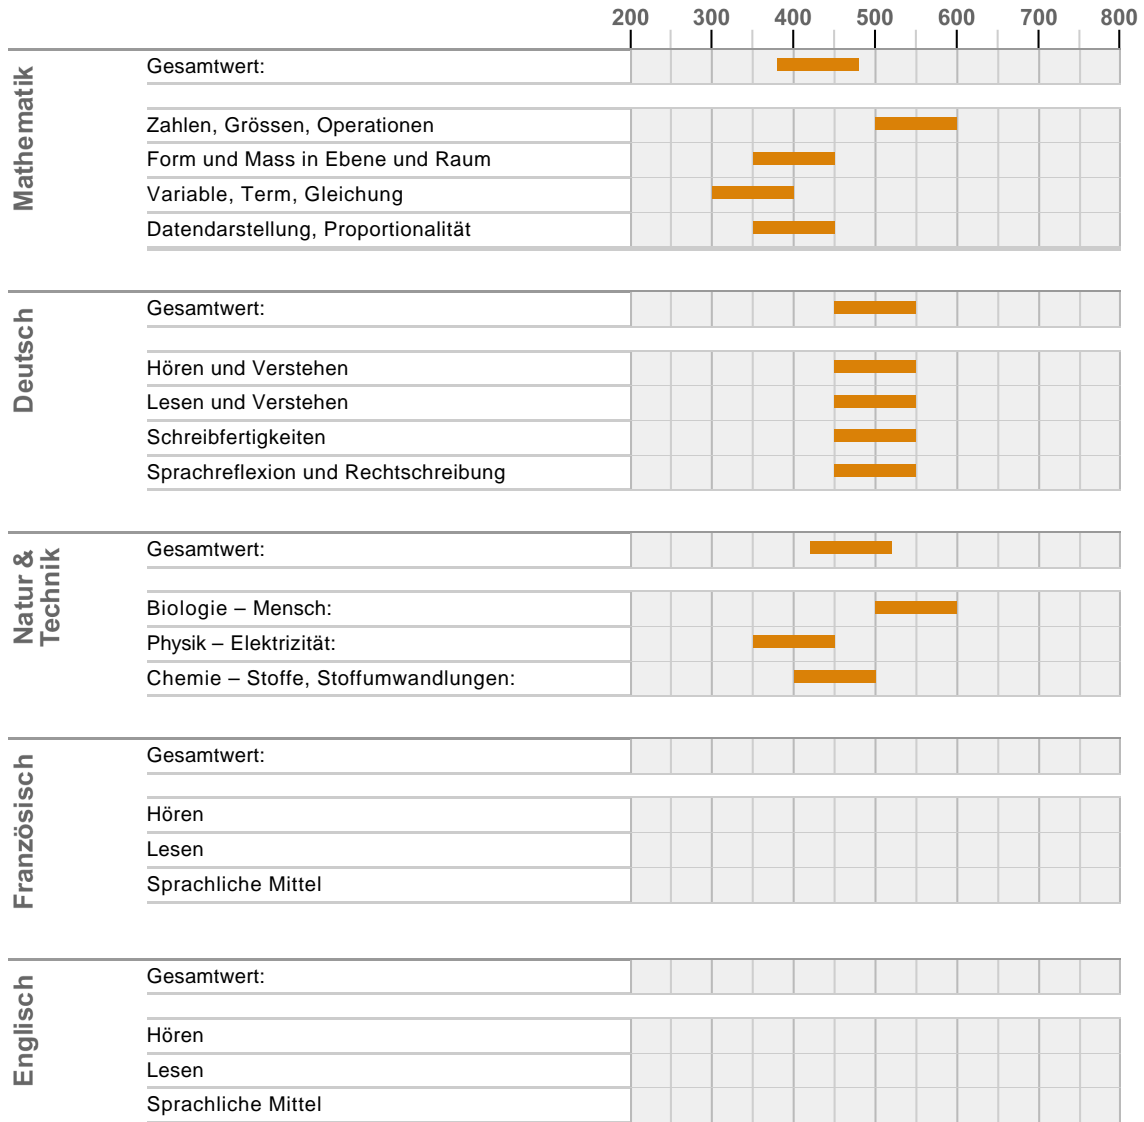 200 300 400 500 600 700 800
Mathematik
Gesamtwert:
Zahlen, Grössen, Operationen
Form und Mass in Ebene und Raum
Variable, Term, Gleichung
Datendarstellung, Proportionalität
Deutsch
Gesamtwert:
Hören und Verstehen
Lesen und Verstehen
Schreibfertigkeiten
Sprachreflexion und Rechtschreibung
Natur &
Technik
Gesamtwert:
Biologie – Mensch:
Physik – Elektrizität:
Chemie – Stoffe, Stoffumwandlungen:
Französisch
Gesamtwert:
Hören
Lesen
Sprachliche Mittel
Englisch
Gesamtwert:
Hören
Lesen
Sprachliche Mittel